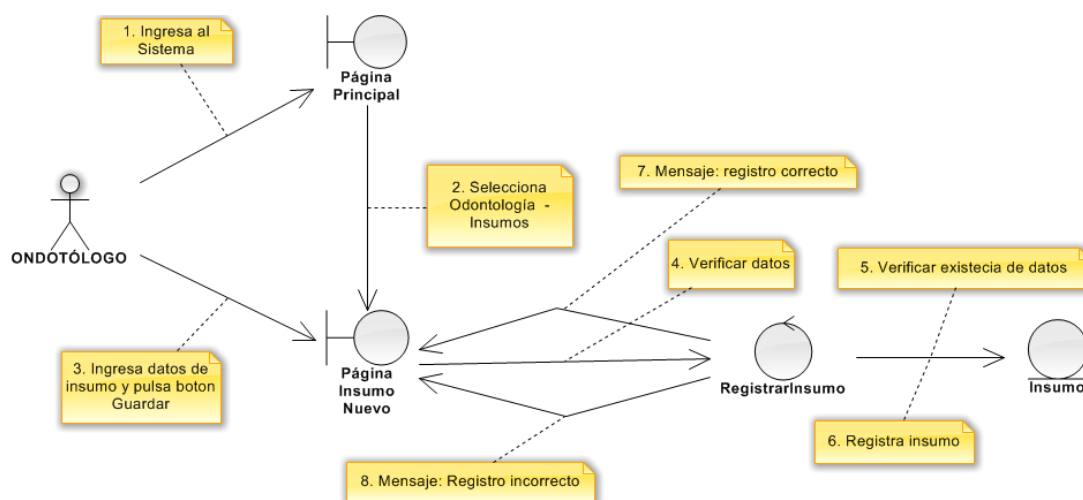 1. Ingresa al
Sistema
Página
Principal
2. Selecciona
Odontología -
Insumos
7. Mensaje: registro correcto
4. Verificar datos
5. Verificar existecia de datos
ONDOTÓLOGO
3. Ingresa datos de
insumo y pulsa boton
Guardar
Página
Insumo
Nuevo
RegistrarInsumo
Insumo
6. Registra insumo
8. Mensaje: Registro incorrecto